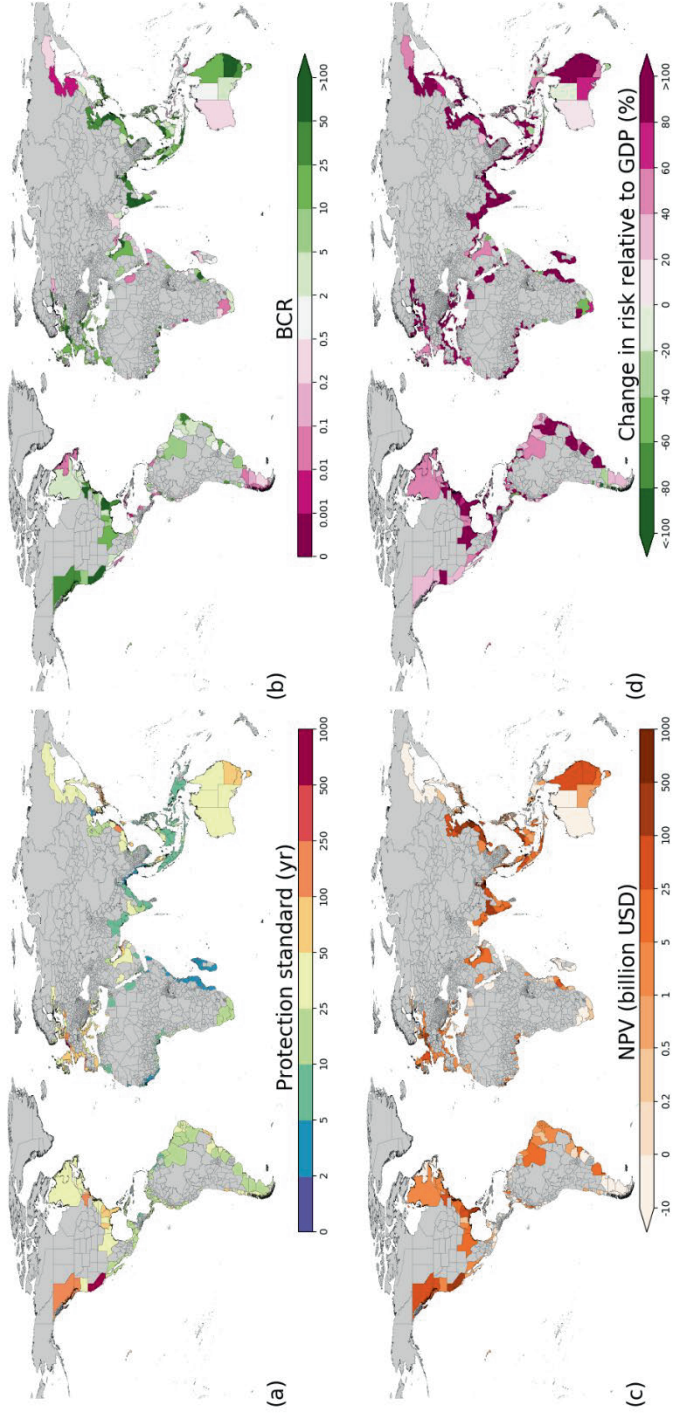 (a)
0 2 5 10 25 50 100 250 500 1000
Protection standard (yr)
(b)
0 0.001 0.01 0.1 0.2 0.5 2 5 10 25 50 >100
BCR
(c)
-10 0 0.2 0.5 1 5 25 100 500 1000
NPV (billion USD)
(d)
<-100 -80 -60 -40 -20 0 20 40 60 80 >100
Change in risk relative to GDP (%)